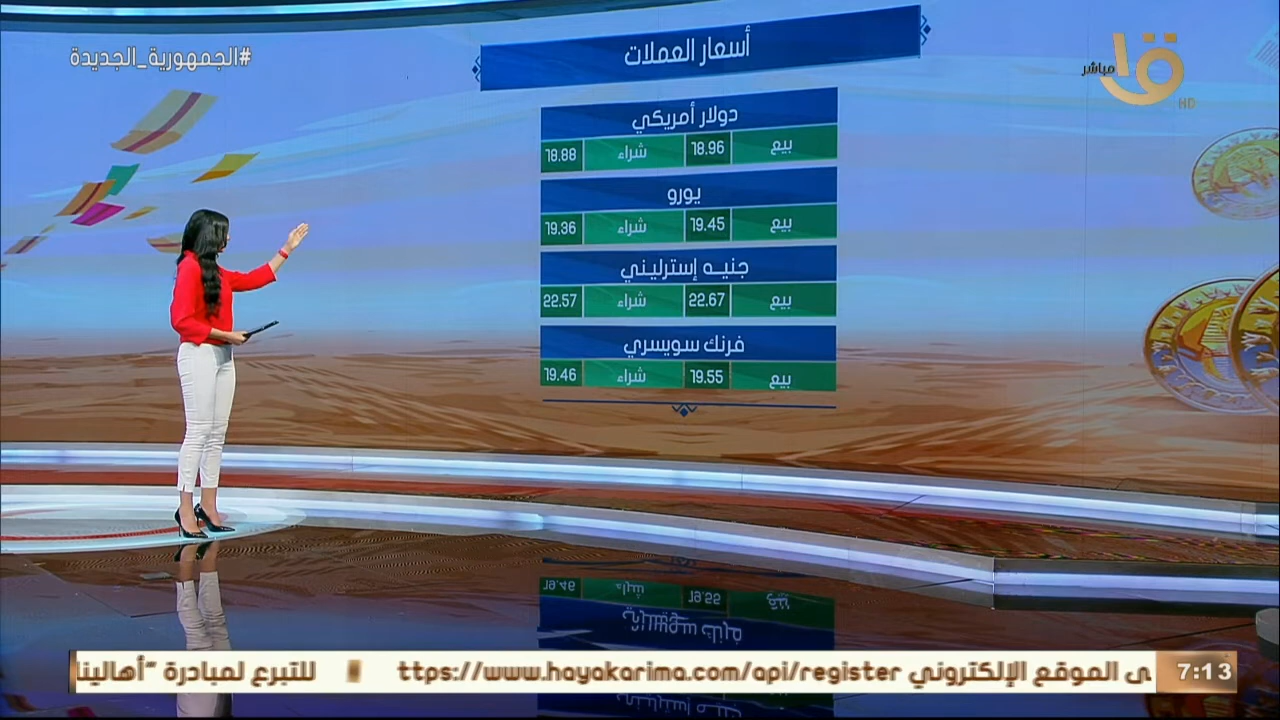 #الجمهورية_الجديدة
مباشر
HD
أسعار العملات
دولار أمريكي
بيع 18.96 شراء 18.88
يورو
بيع 19.45 شراء 19.36
جنيه إسترليني
بيع 22.67 شراء 22.57
فرنك سويسري
بيع 19.55 شراء 19.46
7:13 ى الموقع الإلكتروني ttps://www.hayakarima.com/api/register للتبرع لمبادرة "أهالينا